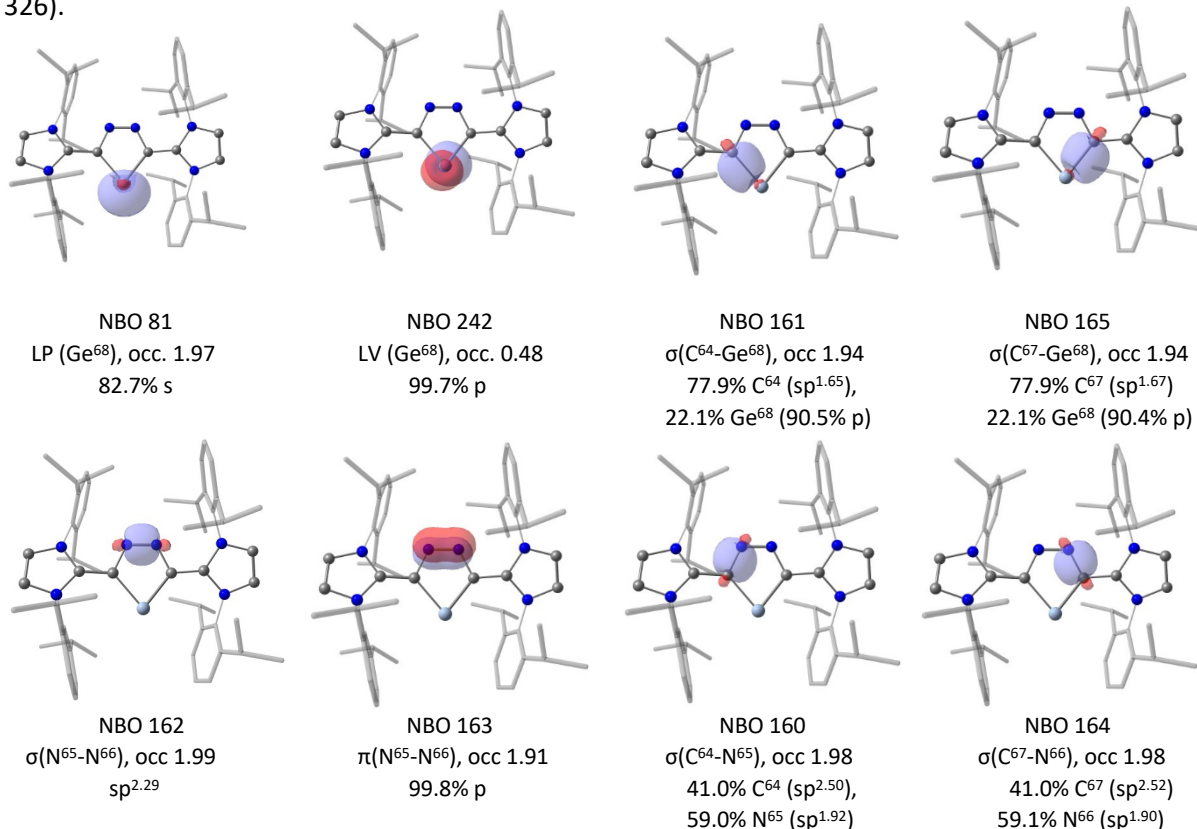 326).
NBO 81
LP (Ge⁶⁸), occ. 1.97
82.7% s
NBO 242
LV (Ge⁶⁸), occ. 0.48
99.7% p
NBO 161
σ(C⁶⁴-Ge⁶⁸), occ 1.94
77.9% C⁶⁴ (sp¹·⁶⁵),
22.1% Ge⁶⁸ (90.5% p)
NBO 165
σ(C⁶⁷-Ge⁶⁸), occ 1.94
77.9% C⁶⁷ (sp¹·⁶⁷)
22.1% Ge⁶⁸ (90.4% p)
NBO 162
σ(N⁶⁵-N⁶⁶), occ 1.99
sp²·²⁹
NBO 163
π(N⁶⁵-N⁶⁶), occ 1.91
99.8% p
NBO 160
σ(C⁶⁴-N⁶⁵), occ 1.98
41.0% C⁶⁴ (sp²·⁵⁰),
59.0% N⁶⁵ (sp¹·⁹²)
NBO 164
σ(C⁶⁷-N⁶⁶), occ 1.98
41.0% C⁶⁷ (sp²·⁵²)
59.1% N⁶⁶ (sp¹·⁹⁰)